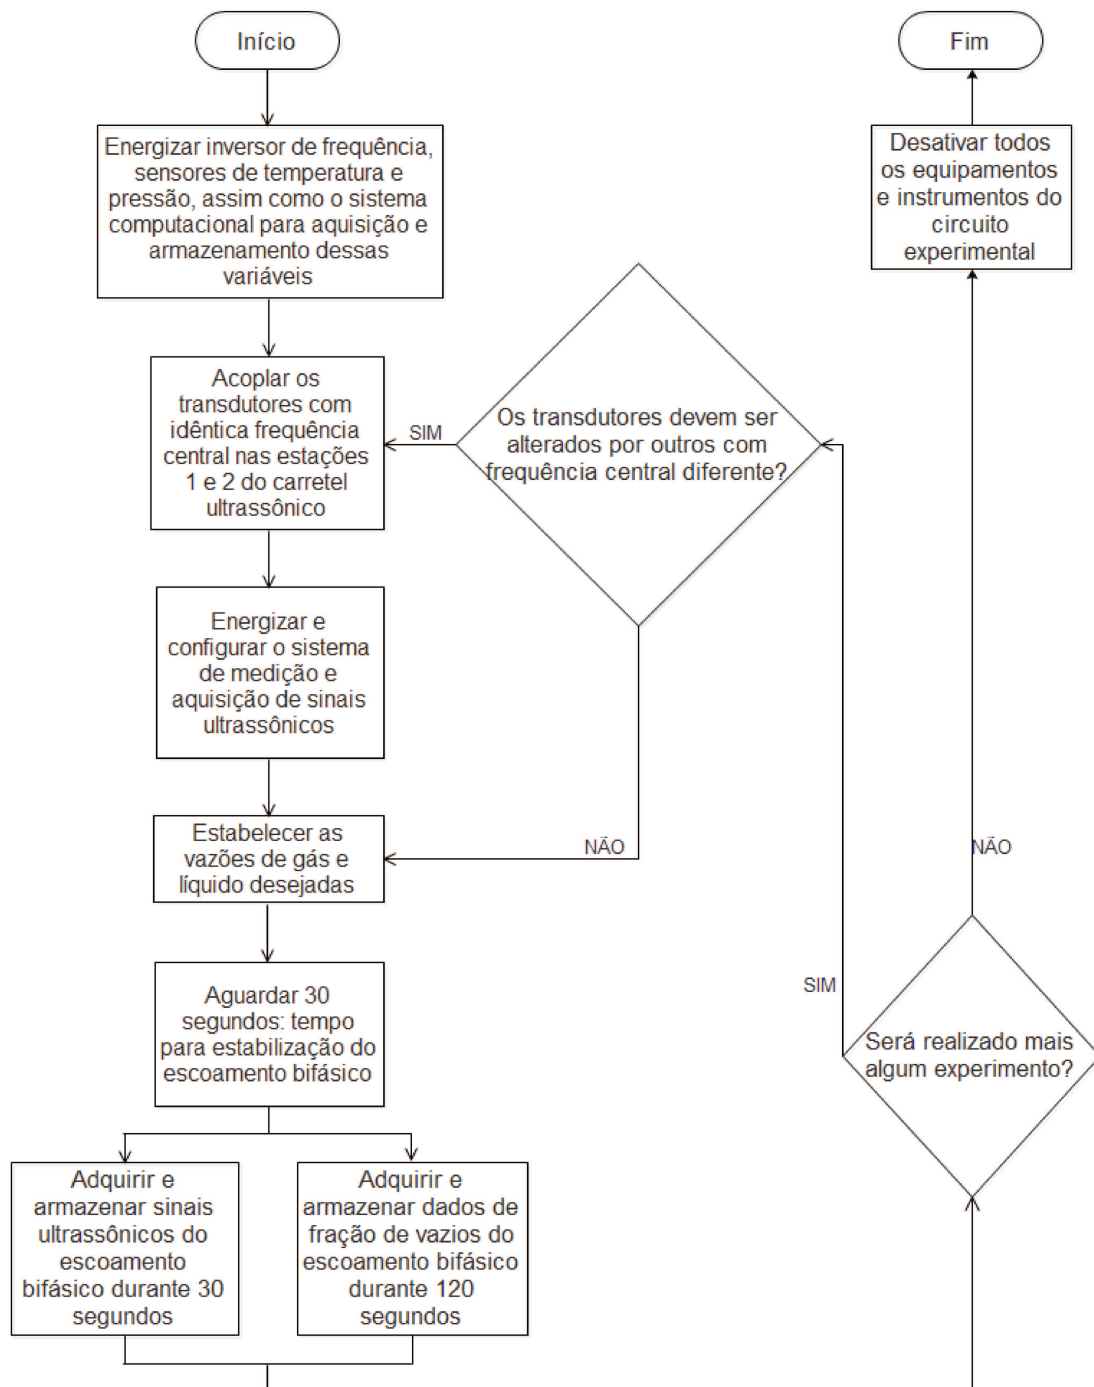 Início
Energizar inversor de frequência,
sensores de temperatura e
pressão, assim como o sistema
computacional para aquisição e
armazenamento dessas
variáveis
Acoplar os
transdutores com
idêntica frequência
central nas estações
1 e 2 do carretel
ultrassônico
Energizar e
configurar o sistema
de medição e
aquisição de sinais
ultrassônicos
Estabelecer as
vazões de gás e
líquido desejadas
Aguardar 30
segundos: tempo
para estabilização do
escoamento bifásico
Adquirir e
armazenar sinais
ultrassônicos do
escoamento
bifásico durante 30
segundos
Adquirir e
armazenar dados de
fração de vazios do
escoamento bifásico
durante 120
segundos
Será realizado mais
algum experimento?
SIM
Os transdutores devem ser
alterados por outros com
frequência central diferente?
SIM
NÃO
NÃO
Desativar todos
os equipamentos
e instrumentos do
circuito
experimental
Fim